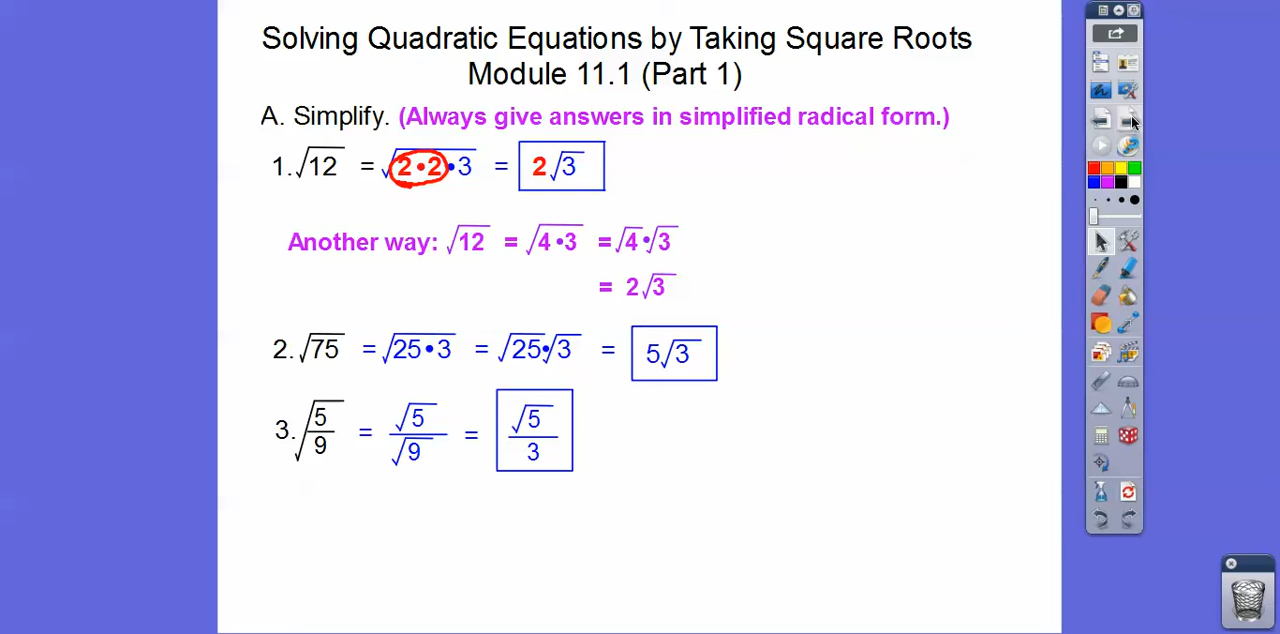 Solving Quadratic Equations by Taking Square Roots
Module 11.1 (Part 1)
A. Simplify. (Always give answers in simplified radical form.)
1. √12 = √2•2•3 = 2√3
Another way: √12 = √4•3 = √4•√3
= 2√3
2. √75 = √25•3 = √25•√3 = 5√3
3. √5/9 = √5/√9 = √5/3